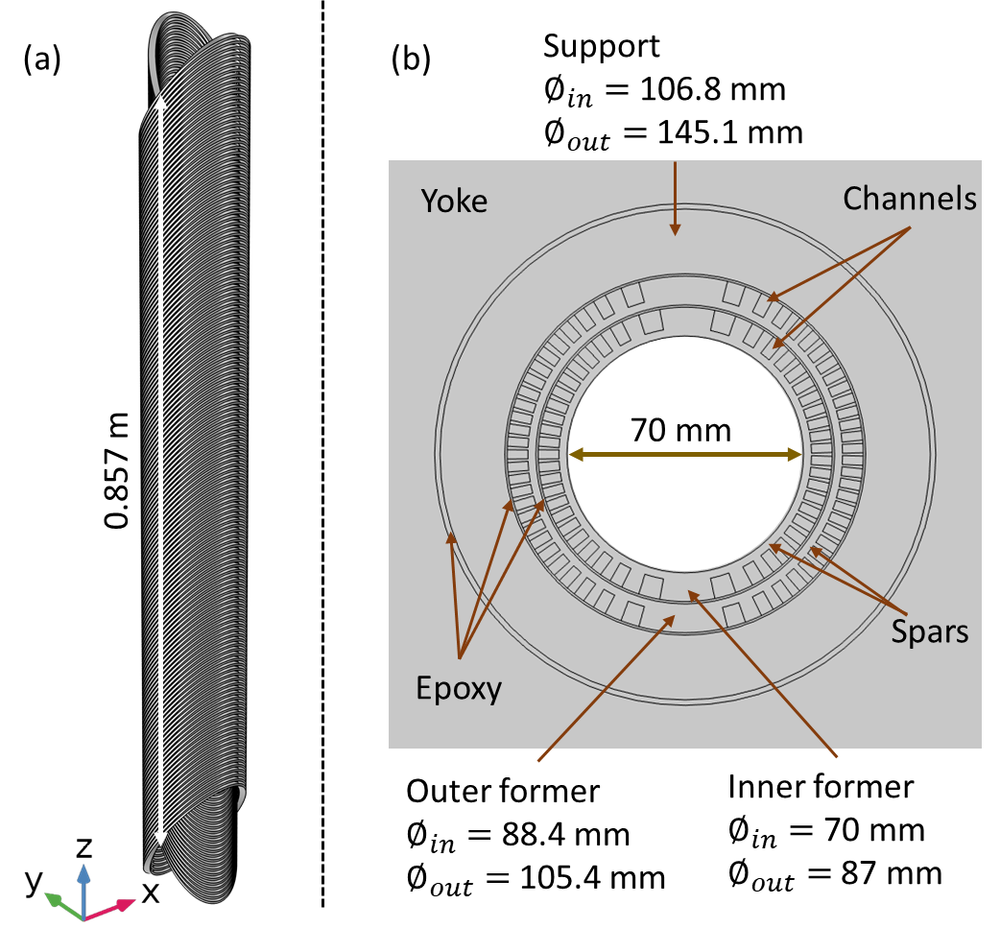 (a)
0.857 m
z
y
x
(b)
Support
∅in = 106.8 mm
∅out = 145.1 mm
Yoke
Channels
70 mm
Spars
Epoxy
Outer former
∅in = 88.4 mm
∅out = 105.4 mm
Inner former
∅in = 70 mm
∅out = 87 mm